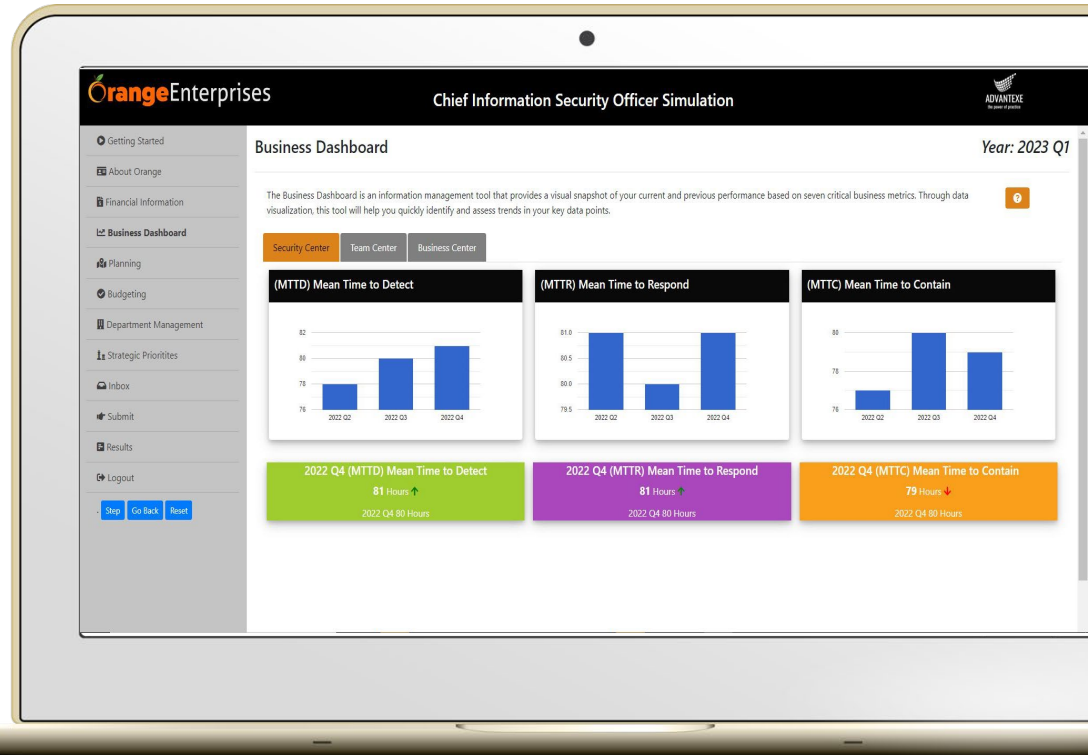 ÓrangeEnterprises
Chief Information Security Officer Simulation
ADVANTEXE
the power of practice
Getting Started
About Orange
Financial Information
Business Dashboard
Planning
Budgeting
Department Management
Strategic Prioritites
Inbox
Submit
Results
Logout
. Step Go Back Reset
Business Dashboard
Year: 2023 Q1
The Business Dashboard is an information management tool that provides a visual snapshot of your current and previous performance based on seven critical business metrics. Through data
visualization, this tool will help you quickly identify and assess trends in your key data points.
Security Center Team Center Business Center
(MTTD) Mean Time to Detect
82
80
78
76
2022 Q2 2022 Q3 2022 Q4
(MTTR) Mean Time to Respond
81.0
80.5
80.0
79.5
2022 Q2 2022 Q3 2022 Q4
(MTTC) Mean Time to Contain
80
78
76
2022 Q2 2022 Q3 2022 Q4
2022 Q4 (MTTD) Mean Time to Detect
81 Hours ↑
2022 Q4 80 Hours
2022 Q4 (MTTR) Mean Time to Respond
81 Hours ↑
2022 Q4 80 Hours
2022 Q4 (MTTC) Mean Time to Contain
79 Hours ↓
2022 Q4 80 Hours